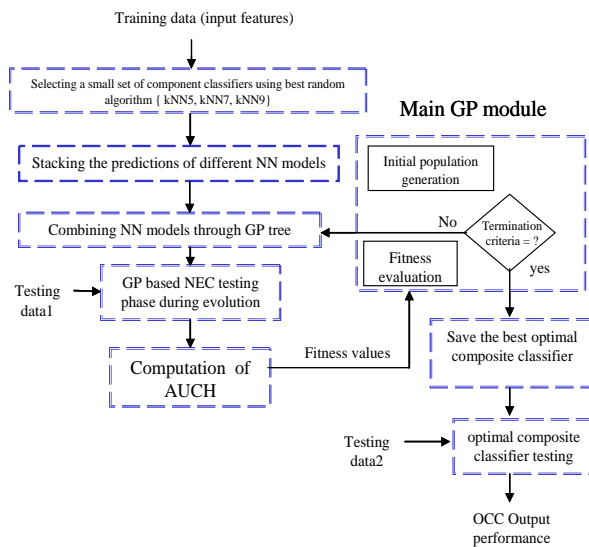 Training data (input features)
Selecting a small set of component classifiers using best random
algorithm { kNN5, kNN7, kNN9}
Main GP module
Stacking the predictions of different NN models
Initial population
generation
Combining NN models through GP tree
No
Termination
criteria = ?
yes
Fitness
evaluation
Testing
data1
GP based NEC testing
phase during evolution
Computation of
AUCH
Fitness values
Save the best optimal
composite classifier
Testing
data2
optimal composite
classifier testing
OCC Output
performance